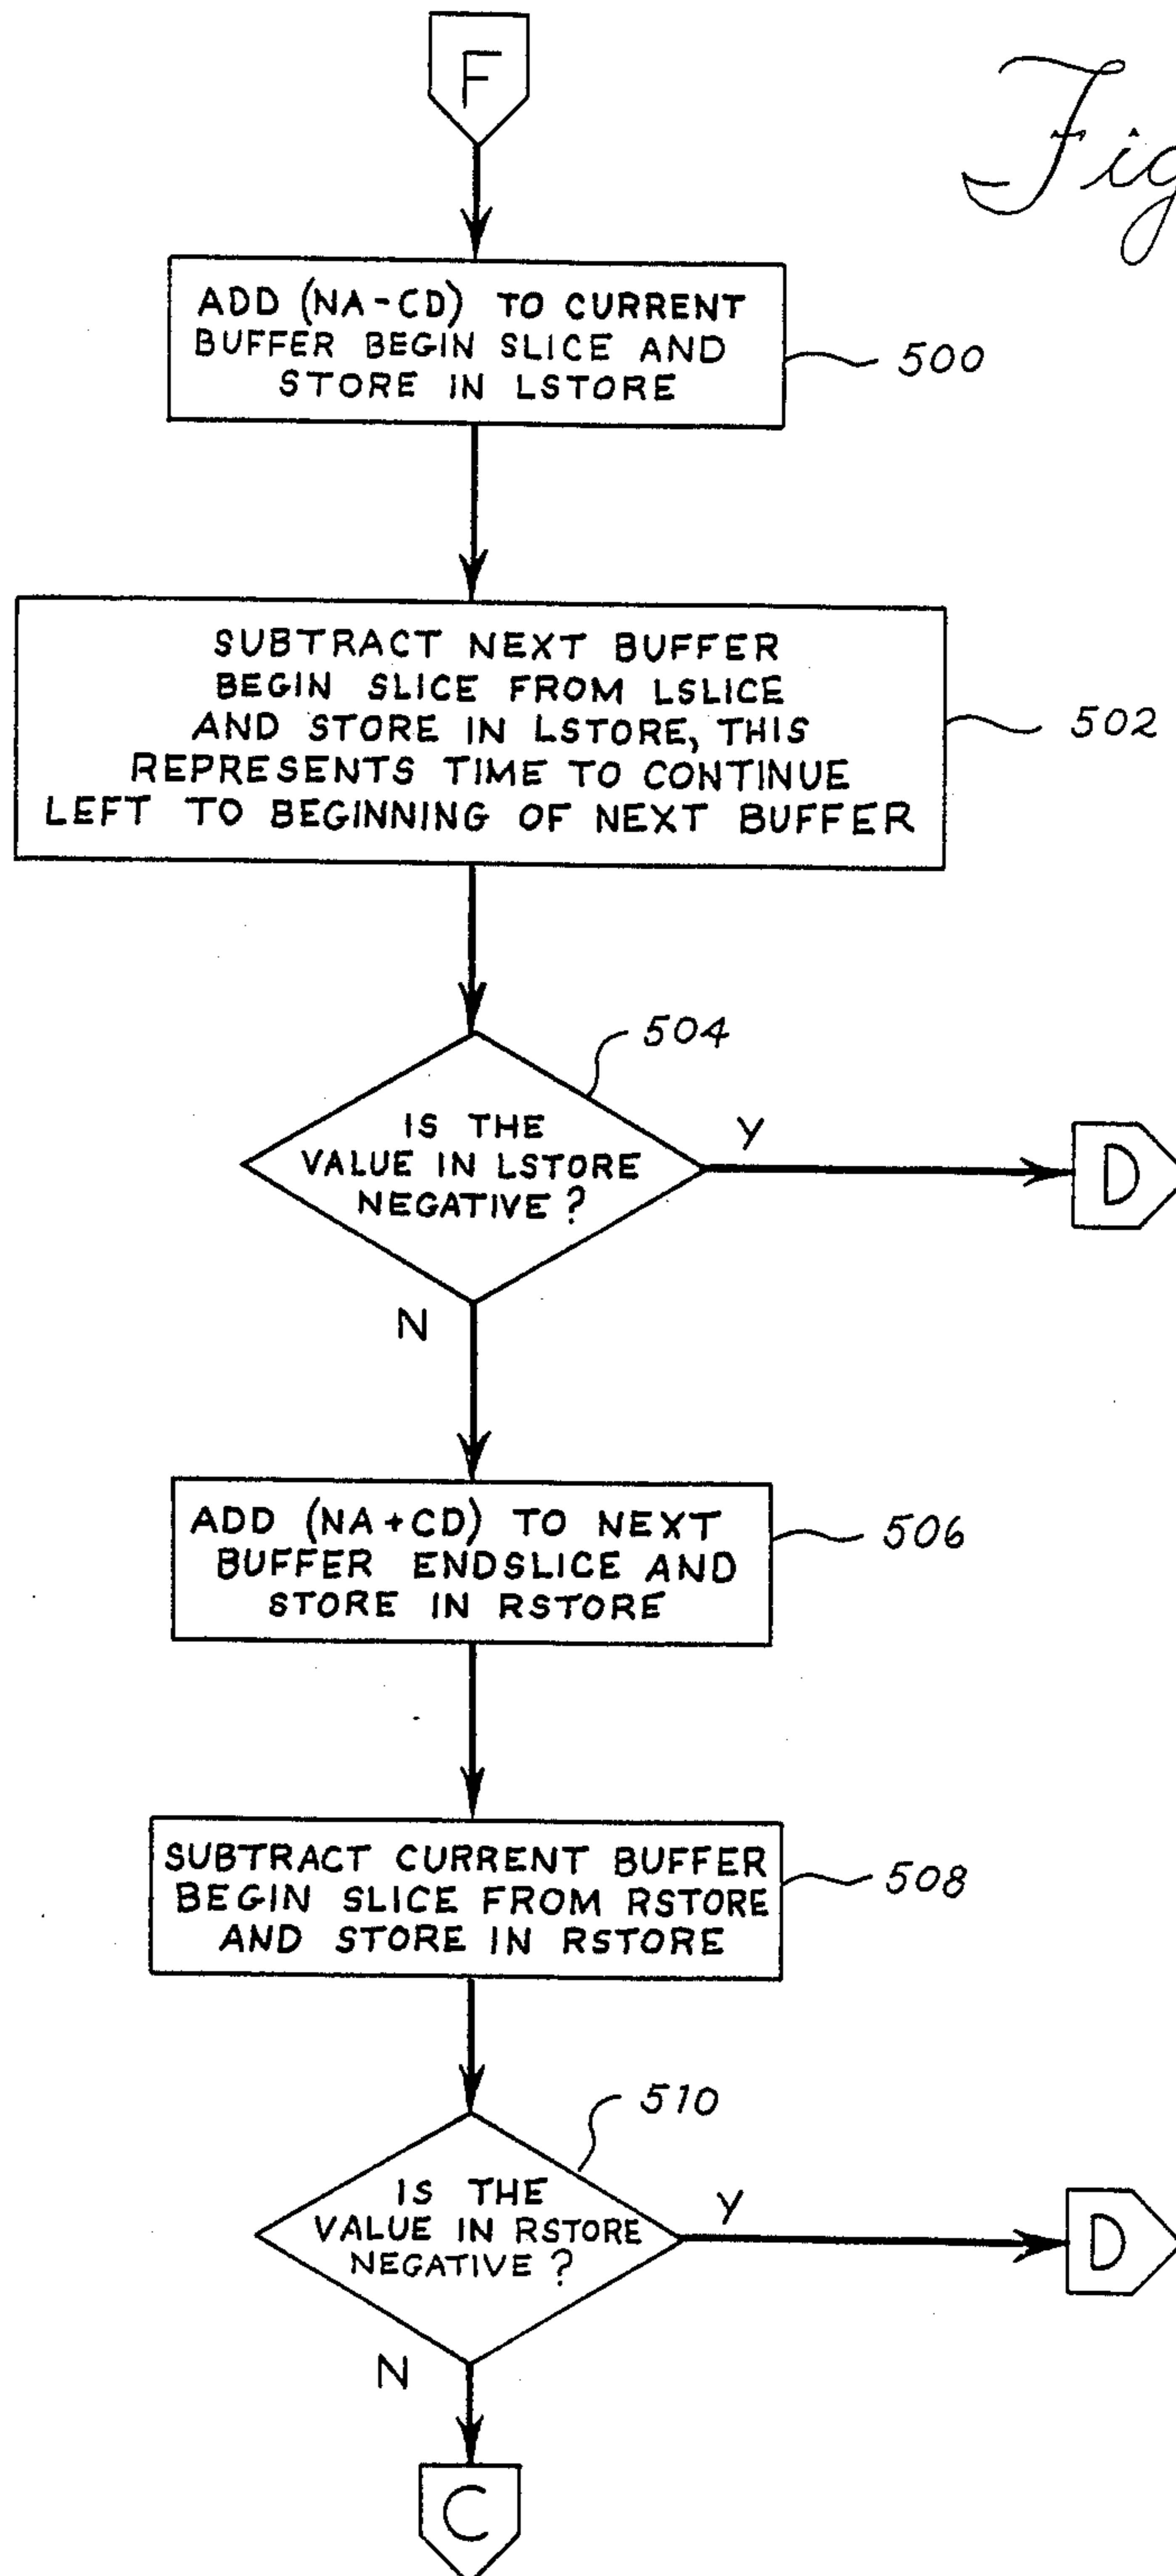 F
Fig
ADD (NA-CD) TO CURRENT
BUFFER BEGIN SLICE AND
STORE IN LSTORE
500
SUBTRACT NEXT BUFFER
BEGIN SLICE FROM LSLICE
AND STORE IN LSTORE, THIS
REPRESENTS TIME TO CONTINUE
LEFT TO BEGINNING OF NEXT BUFFER
502
504
IS THE
VALUE IN LSTORE
NEGATIVE?
Y
D
N
ADD (NA+CD) TO NEXT
BUFFER ENDSLICE AND
STORE IN RSTORE
506
SUBTRACT CURRENT BUFFER
BEGIN SLICE FROM RSTORE
AND STORE IN RSTORE
508
510
IS THE
VALUE IN RSTORE
NEGATIVE?
Y
D
N
C